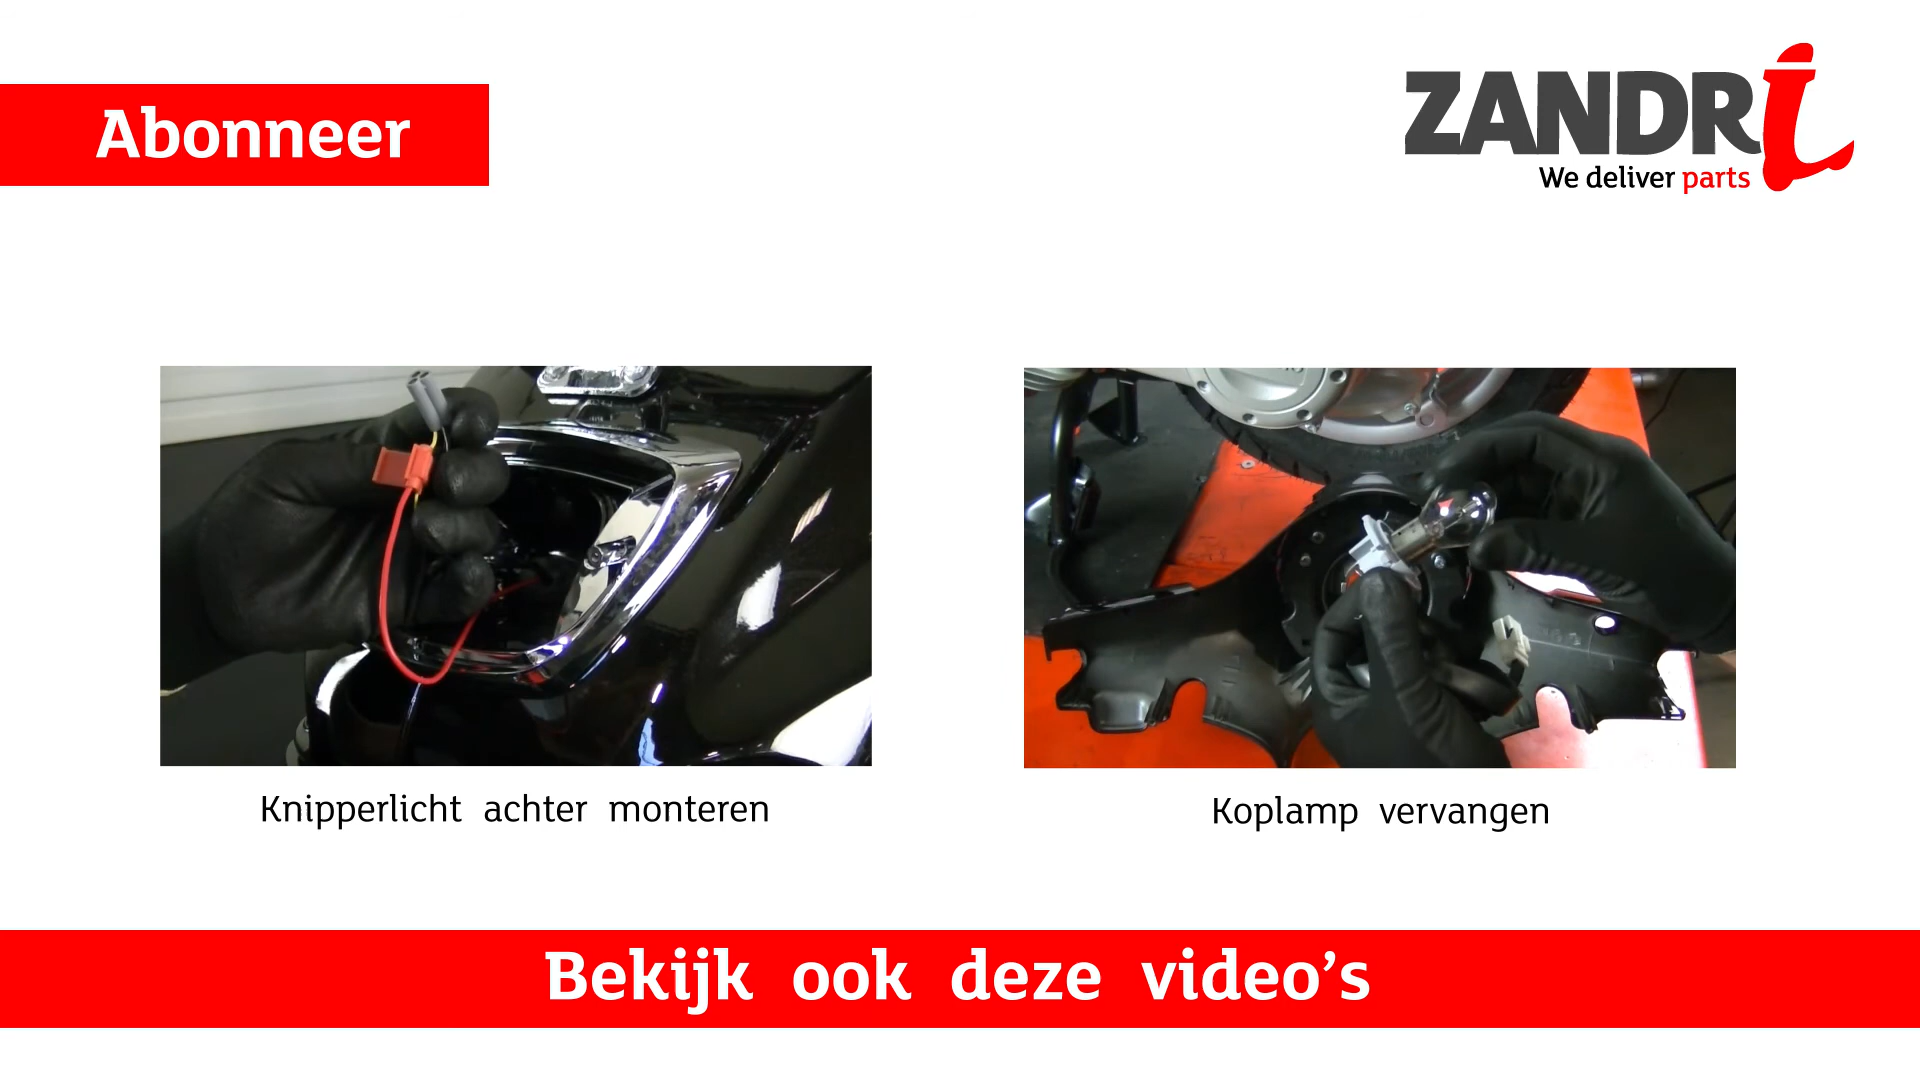 Abonneer
ZANDRi
We deliver parts
Knipperlicht achter monteren
Koplamp vervangen
Bekijk ook deze video’s